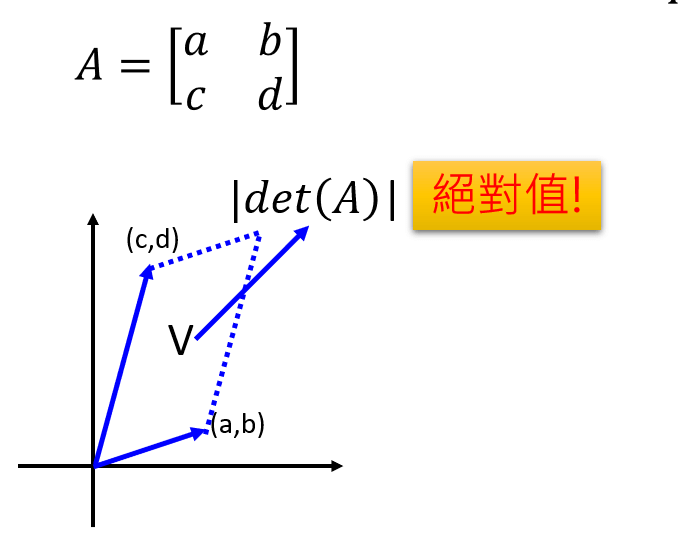 A = [a b
c d]
|det(A)| 絕對值!
(c,d)
V
(a,b)